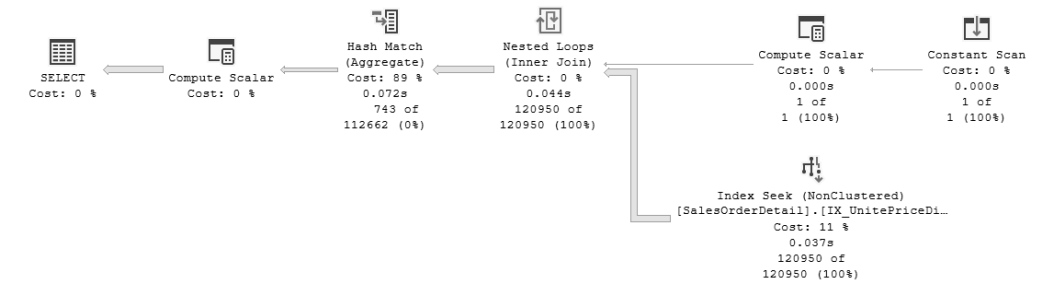 SELECT
Cost: 0 %
Compute Scalar
Cost: 0 %
Hash Match
(Aggregate)
Cost: 89 %
0.072s
743 of
112662 (0%)
Nested Loops
(Inner Join)
Cost: 0 %
0.044s
120950 of
120950 (100%)
Compute Scalar
Cost: 0 %
0.000s
1 of
1 (100%)
Constant Scan
Cost: 0 %
0.000s
1 of
1 (100%)
Index Seek (NonClustered)
[SalesOrderDetail].[IX_UnitePriceDi…
Cost: 11 %
0.037s
120950 of
120950 (100%)